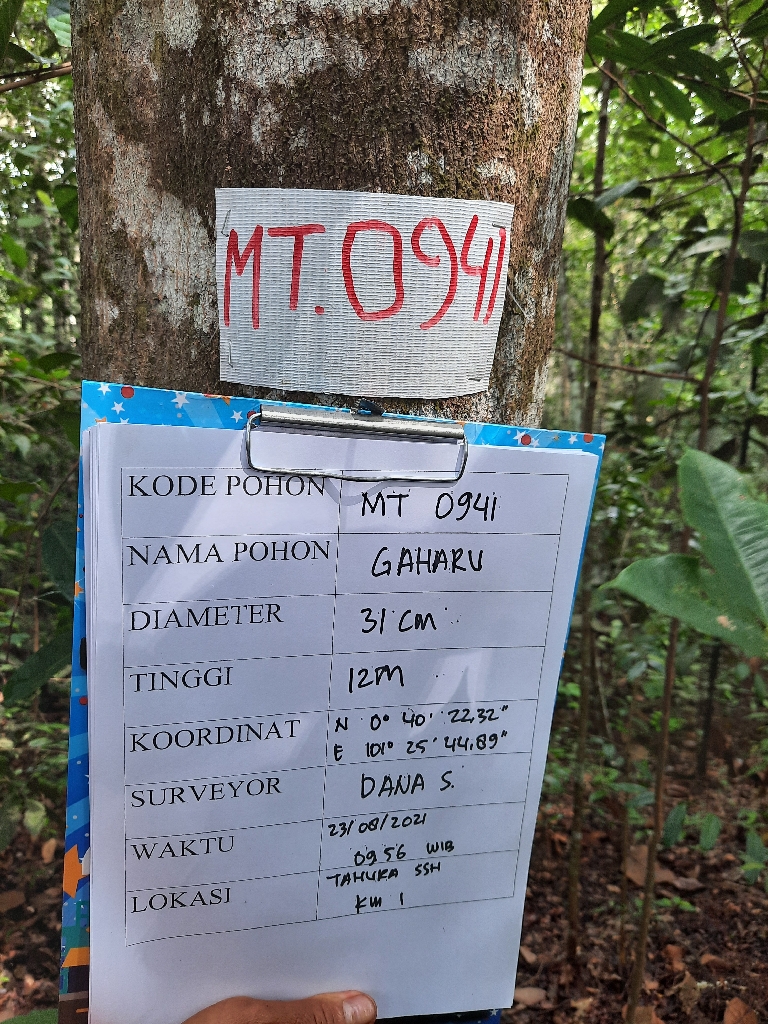 MT. 0941
KODE POHON MT 0941
NAMA POHON GAHARU
DIAMETER 31 cm
TINGGI 12M
KOORDINAT N 0° 40' 22,32"
E 101° 25' 44,89"
SURVEYOR DANA S.
WAKTU 23/08/2021
09 56 WIB
LOKASI TAHURA SSH
KM 1